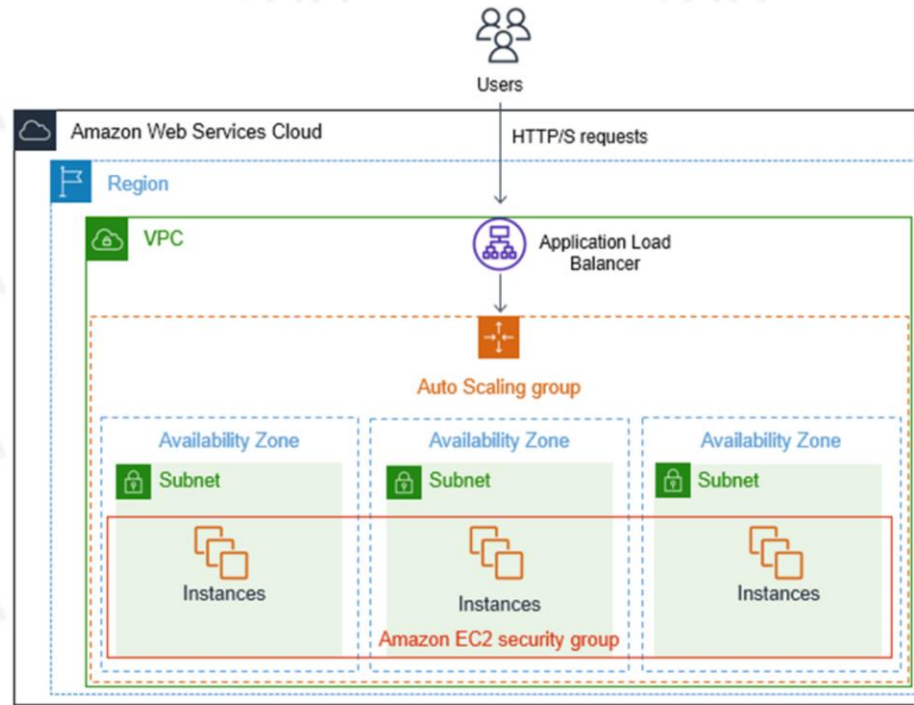 Users
Amazon Web Services Cloud
HTTP/S requests
Region
VPC
Application Load
Balancer
Auto Scaling group
Availability Zone
Availability Zone
Availability Zone
Subnet
Subnet
Subnet
Instances
Instances
Instances
Amazon EC2 security group